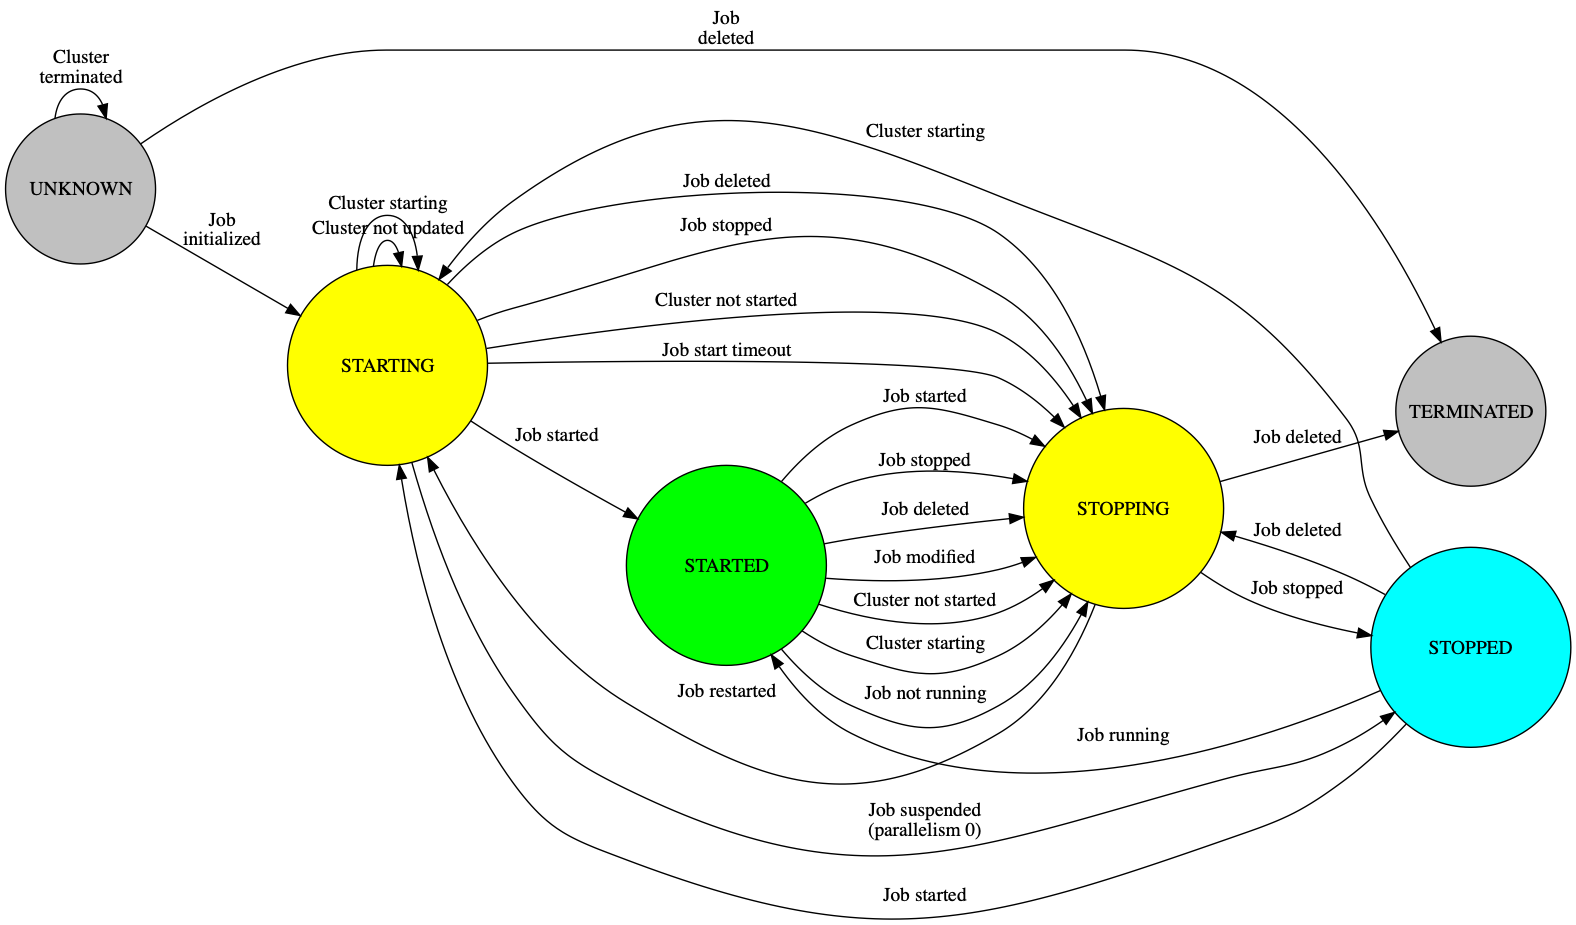 Job
deleted
Cluster
terminated
Cluster starting
UNKNOWN
Job deleted
Cluster starting
Job
initialized
Cluster not updated
Job stopped
Cluster not started
Job start timeout
STARTING
Job started
TERMINATED
Job started
Job deleted
Job stopped
Job deleted
STOPPING
Job deleted
Job modified
STARTED
Job stopped
Cluster not started
Cluster starting
STOPPED
Job restarted
Job not running
Job running
Job suspended
(parallelism 0)
Job started